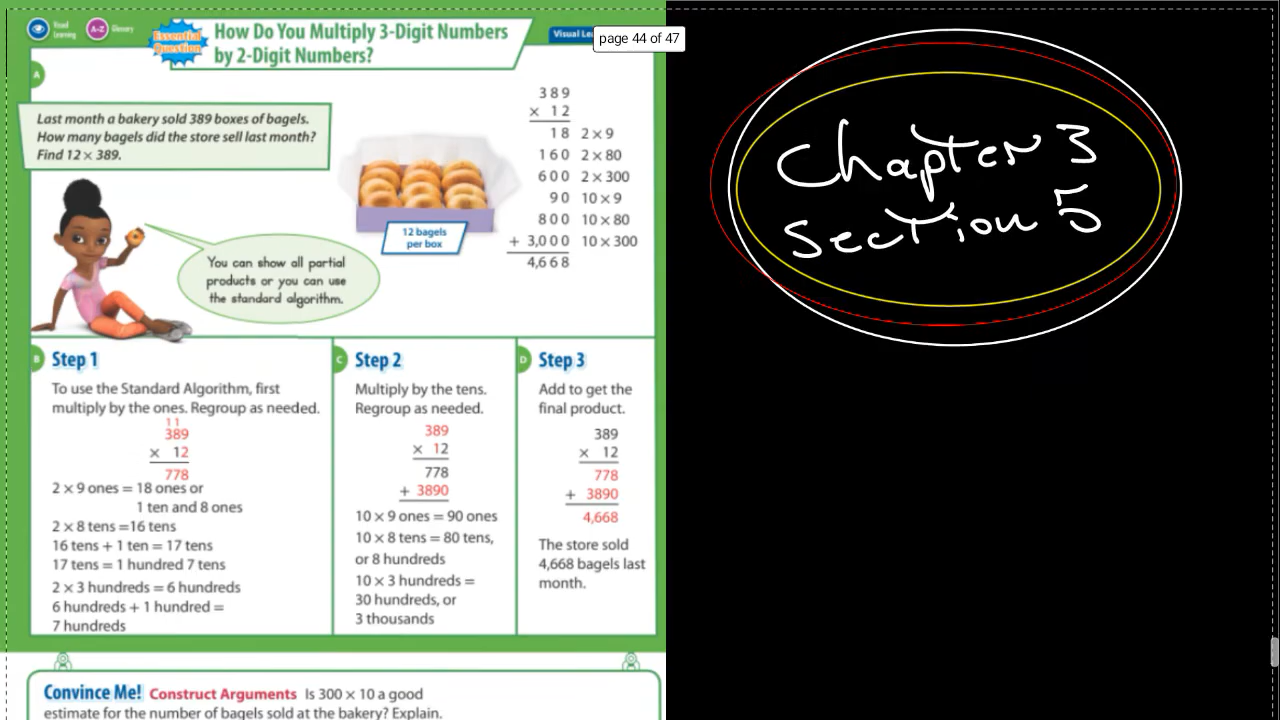 Visual
Learning
A-Z
Glossary
Essential
Question
How Do You Multiply 3-Digit Numbers
by 2-Digit Numbers?
page 44 of 47
A
Last month a bakery sold 389 boxes of bagels.
How many bagels did the store sell last month?
Find 12 × 389.
12 bagels
per box
You can show all partial
products or you can use
the standard algorithm.
389
× 12
18 2 × 9
160 2 × 80
600 2 × 300
90 10 × 9
800 10 × 80
+ 3,000 10 × 300
4,668
B
Step 1
To use the Standard Algorithm, first
multiply by the ones. Regroup as needed.
11
389
× 12
778
2 × 9 ones = 18 ones or
1 ten and 8 ones
2 × 8 tens =16 tens
16 tens + 1 ten = 17 tens
17 tens = 1 hundred 7 tens
2 × 3 hundreds = 6 hundreds
6 hundreds + 1 hundred =
7 hundreds
C
Step 2
Multiply by the tens.
Regroup as needed.
389
× 12
778
+ 3890
10 × 9 ones = 90 ones
10 × 8 tens = 80 tens,
or 8 hundreds
10 × 3 hundreds =
30 hundreds, or
3 thousands
D
Step 3
Add to get the
final product.
389
× 12
778
+ 3890
4,668
The store sold
4,668 bagels last
month.
Convince Me! Construct Arguments Is 300 × 10 a good
estimate for the number of bagels sold at the bakery? Explain.
Chapter 3
Section 5